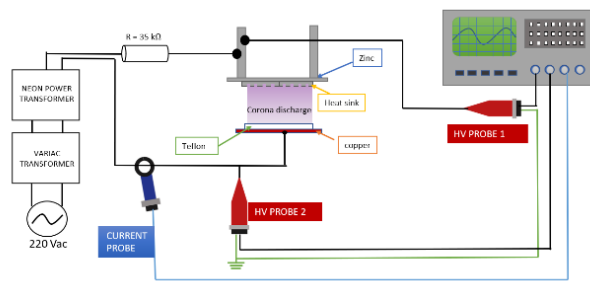 R = 35 kΩ
Zinc
NEON POWER
TRANSFORMER
Heat sink
Corona discharge
HV PROBE 1
VARIAC
TRANSFORMER
Teflon
copper
HV PROBE 2
CURRENT
PROBE
220 Vac